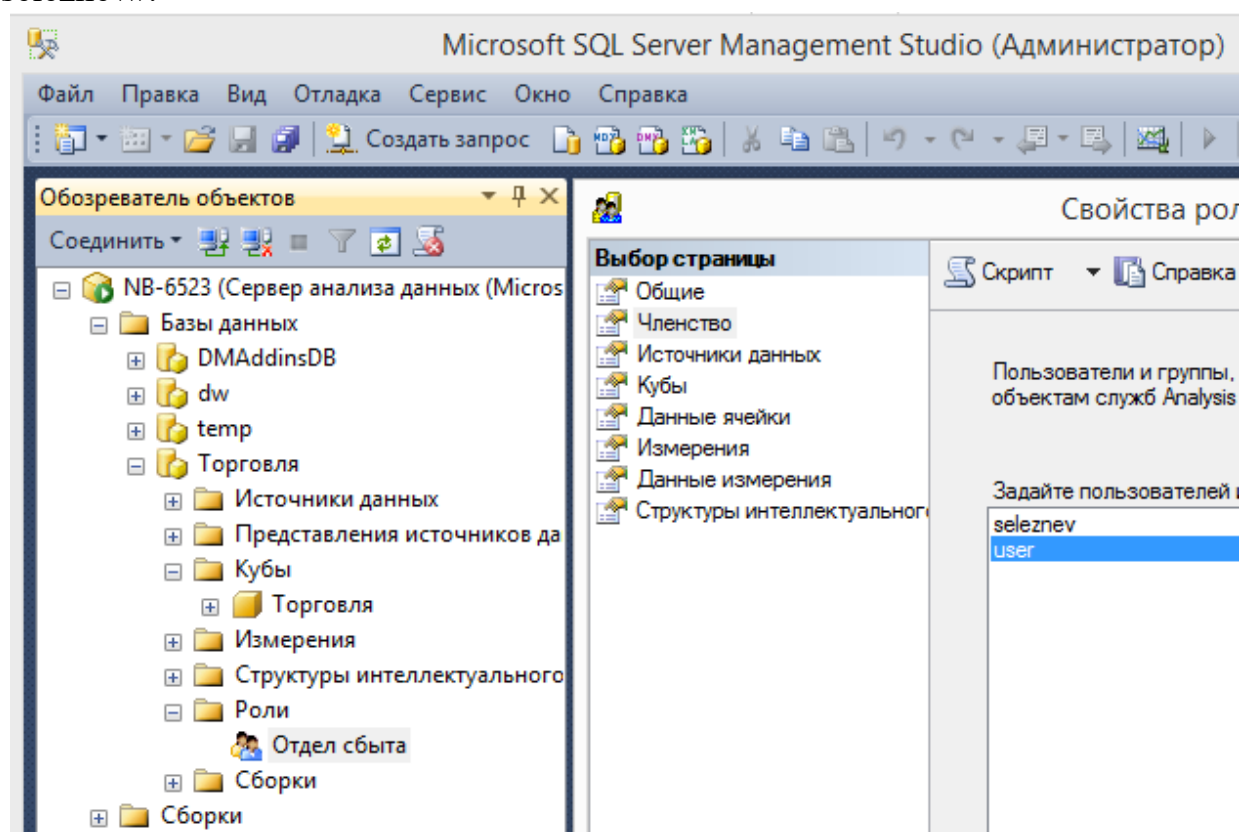 Microsoft SQL Server Management Studio (Администратор)
Файл Правка Вид Отладка Сервис Окно Справка
Создать запрос
Обозреватель объектов
Соединить
NB-6523 (Сервер анализа данных (Micros
Базы данных
DMAddinsDB
dw
temp
Торговля
Источники данных
Представления источников да
Кубы
Торговля
Измерения
Структуры интеллектуального
Роли
Отдел сбыта
Сборки
Сборки
Свойства рол
Выбор страницы
Общие
Членство
Источники данных
Кубы
Данные ячейки
Измерения
Данные измерения
Структуры интеллектуальног
Скрипт Справка
Пользователи и группы,
объектам служб Analysis
Задайте пользователей и
seleznev
user